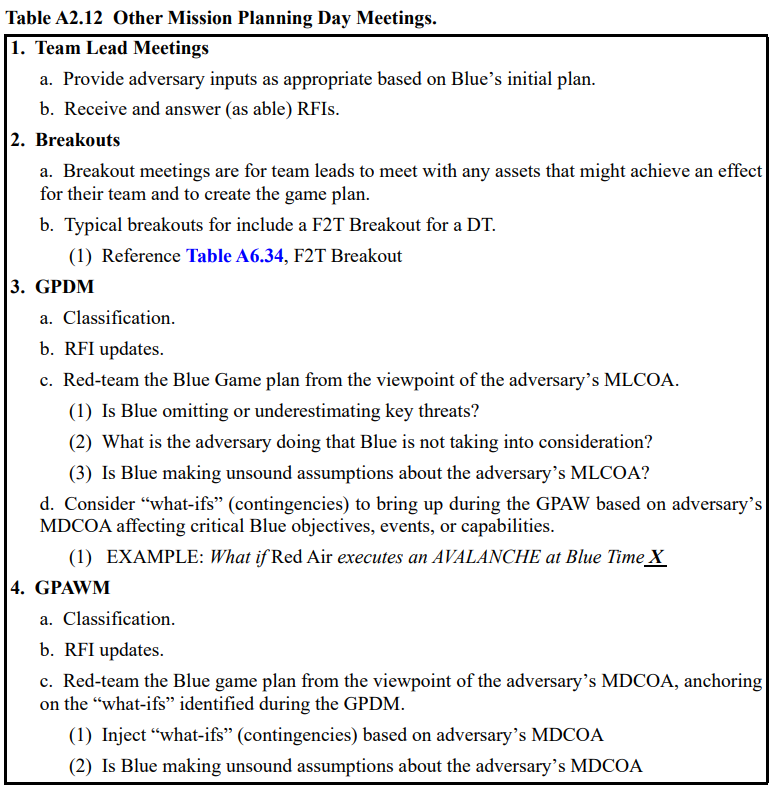 Table A2.12 Other Mission Planning Day Meetings.
1. Team Lead Meetings
a. Provide adversary inputs as appropriate based on Blue’s initial plan.
b. Receive and answer (as able) RFIs.
2. Breakouts
a. Breakout meetings are for team leads to meet with any assets that might achieve an effect
for their team and to create the game plan.
b. Typical breakouts for include a F2T Breakout for a DT.
(1) Reference Table A6.34, F2T Breakout
3. GPDM
a. Classification.
b. RFI updates.
c. Red-team the Blue Game plan from the viewpoint of the adversary’s MLCOA.
(1) Is Blue omitting or underestimating key threats?
(2) What is the adversary doing that Blue is not taking into consideration?
(3) Is Blue making unsound assumptions about the adversary’s MLCOA?
d. Consider “what-ifs” (contingencies) to bring up during the GPAW based on adversary’s
MDCOA affecting critical Blue objectives, events, or capabilities.
(1) EXAMPLE: What if Red Air executes an AVALANCHE at Blue Time X
4. GPAWM
a. Classification.
b. RFI updates.
c. Red-team the Blue game plan from the viewpoint of the adversary’s MDCOA, anchoring
on the “what-ifs” identified during the GPDM.
(1) Inject “what-ifs” (contingencies) based on adversary’s MDCOA
(2) Is Blue making unsound assumptions about the adversary’s MDCOA